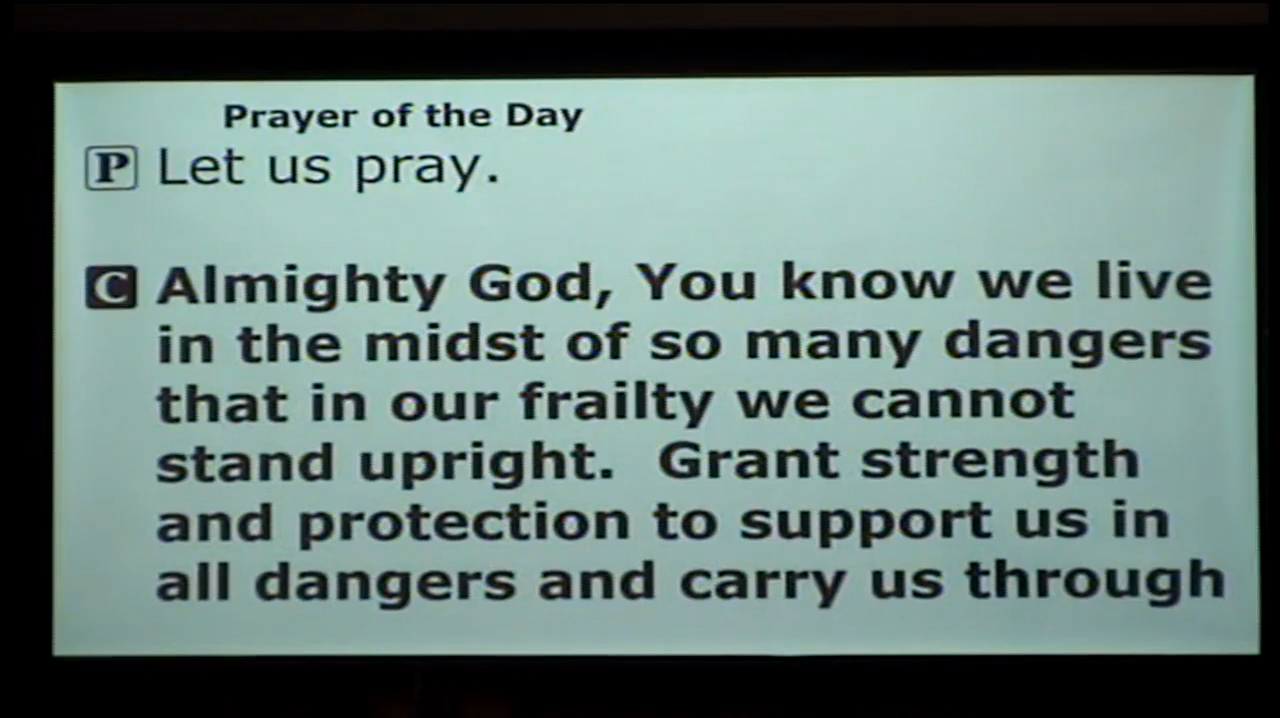 Prayer of the Day
P Let us pray.
C Almighty God, You know we live
in the midst of so many dangers
that in our frailty we cannot
stand upright.  Grant strength
and protection to support us in
all dangers and carry us through